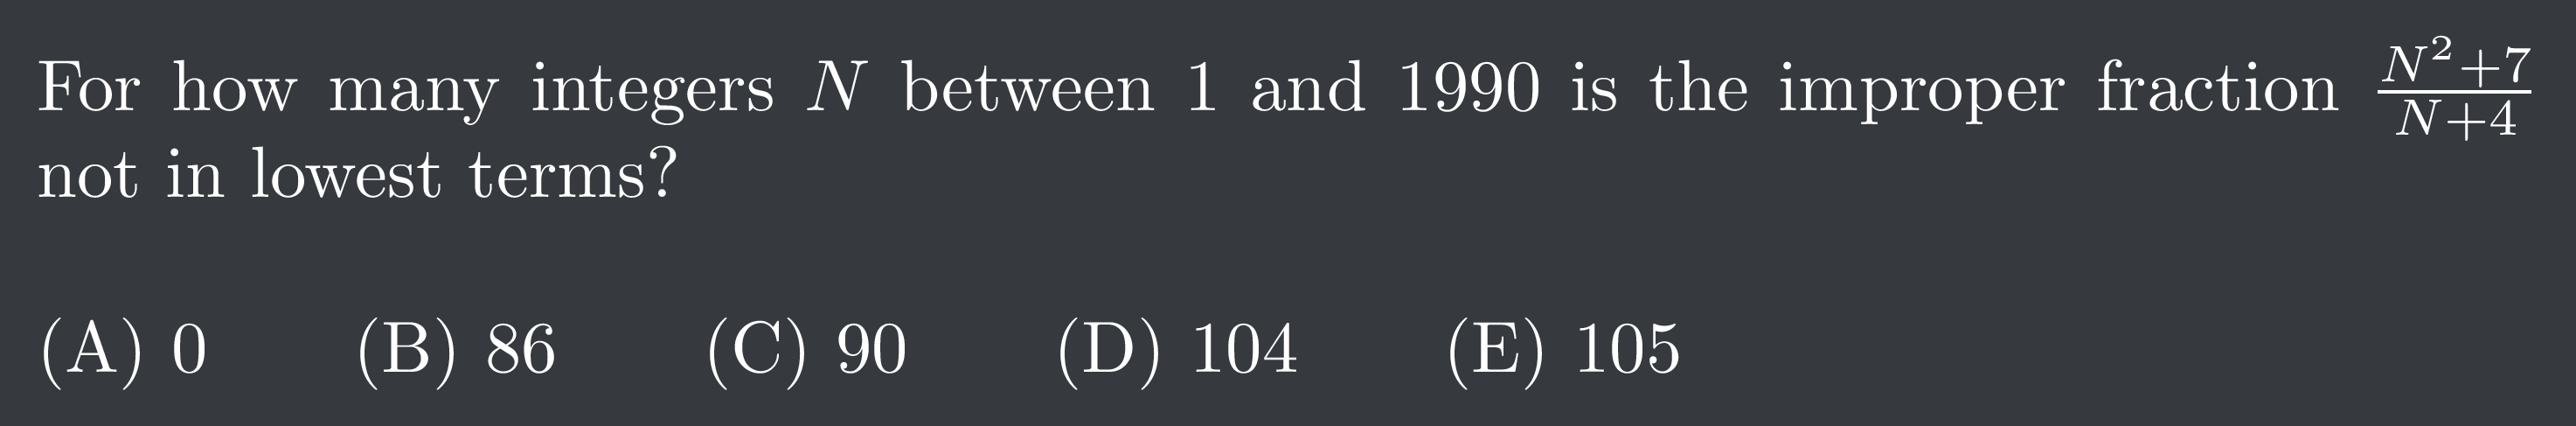 For how many integers N between 1 and 1990 is the improper fraction \frac{N^2+7}{N+4}
not in lowest terms?
(A) 0 (B) 86 (C) 90 (D) 104 (E) 105